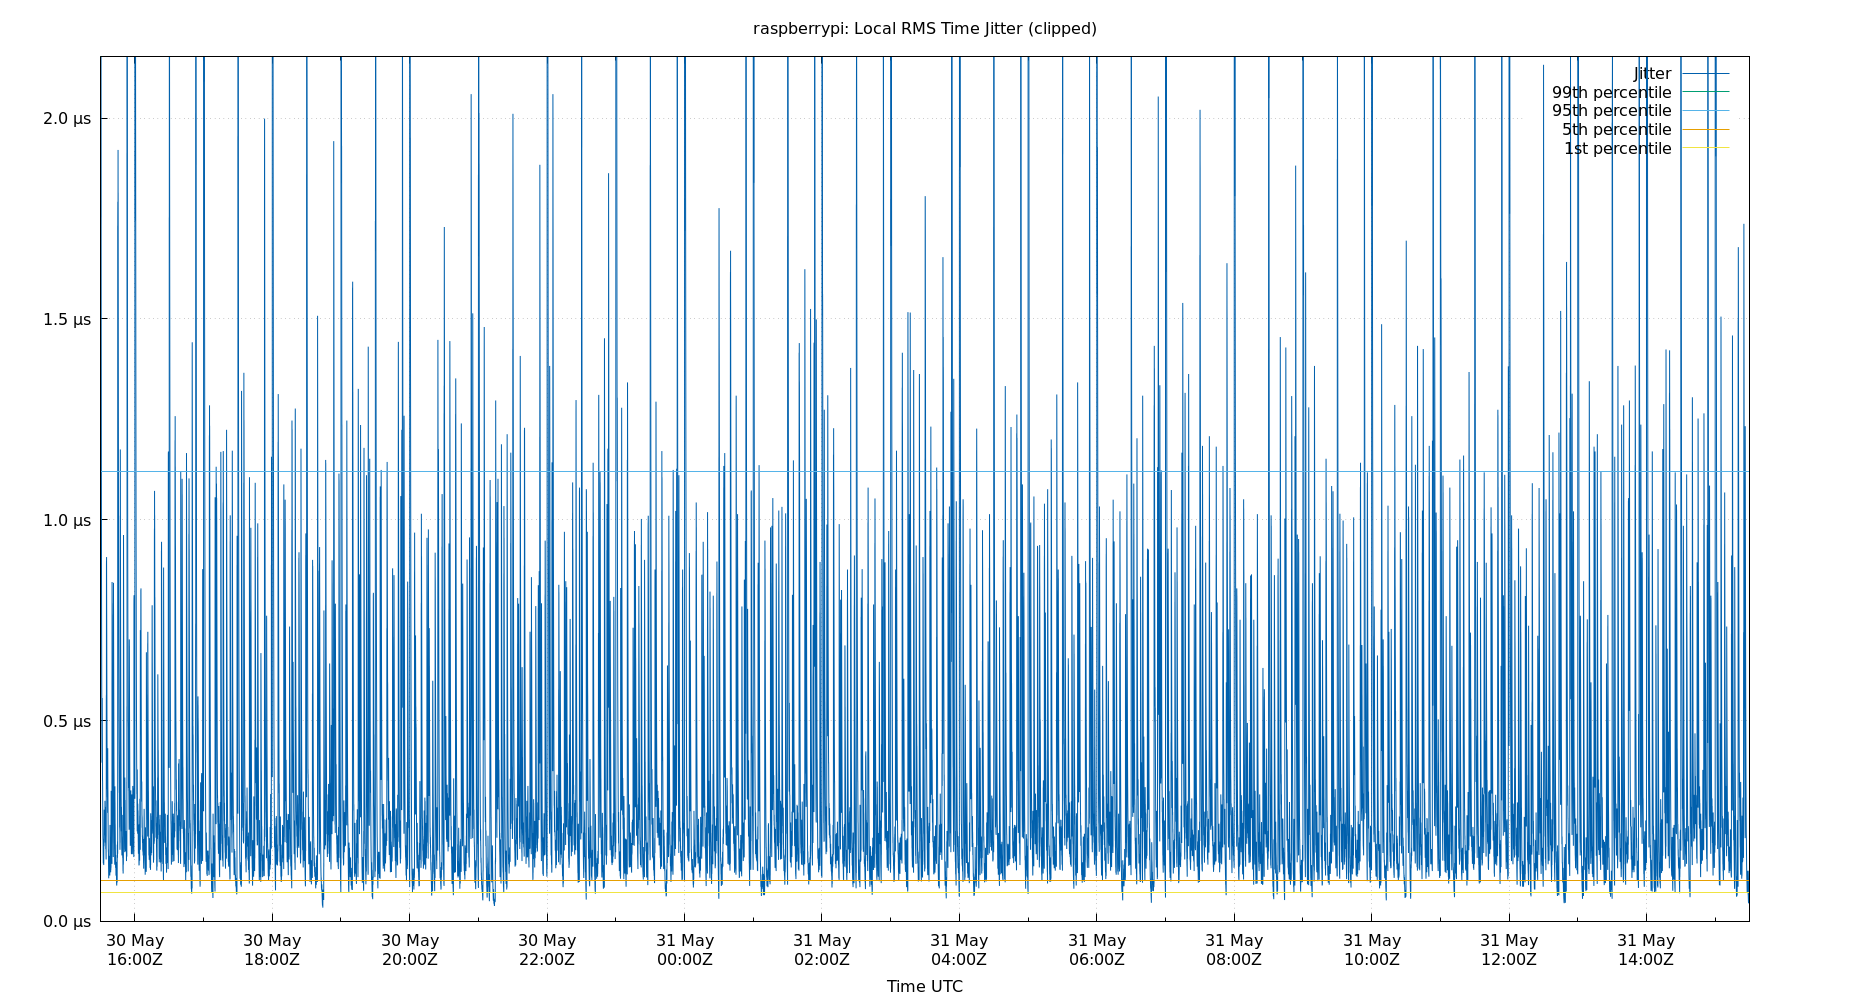 raspberrypi: Local RMS Time Jitter (clipped)
Jitter
99th percentile
95th percentile
5th percentile
1st percentile
2.0 µs
1.5 µs
1.0 µs
0.5 µs
0.0 µs
30 May 30 May 30 May 30 May 31 May 31 May 31 May 31 May 31 May 31 May 31 May 31 May
16:00Z 18:00Z 20:00Z 22:00Z 00:00Z 02:00Z 04:00Z 06:00Z 08:00Z 10:00Z 12:00Z 14:00Z
Time UTC